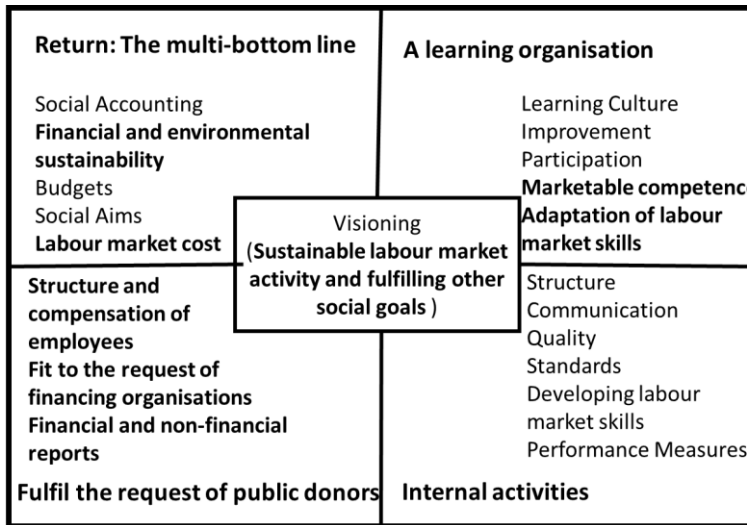 Return: The multi-bottom line
Social Accounting
Financial and environmental
sustainability
Budgets
Social Aims
Labour market cost
A learning organisation
Learning Culture
Improvement
Participation
Marketable competence
Adaptation of labour
market skills
Visioning
(Sustainable labour market
activity and fulfilling other
social goals )
Structure and
compensation of
employees
Fit to the request of
financing organisations
Financial and non-financial
reports
Fulfil the request of public donors
Structure
Communication
Quality
Standards
Developing labour
market skills
Performance Measures
Internal activities